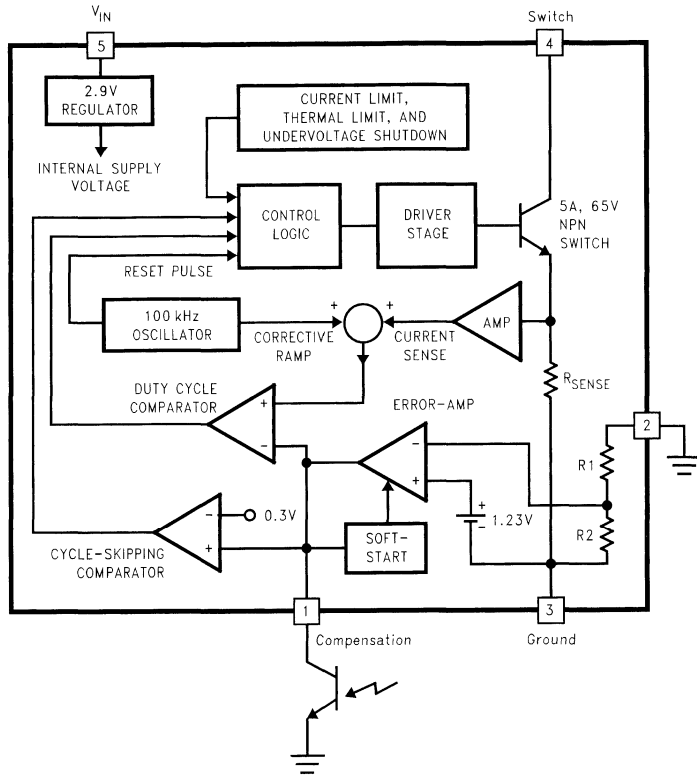 V_IN
Switch
5
4
2.9V
REGULATOR
INTERNAL SUPPLY
VOLTAGE
CURRENT LIMIT,
THERMAL LIMIT, AND
UNDERVOLTAGE SHUTDOWN
CONTROL
LOGIC
DRIVER
STAGE
5A, 65V
NPN
SWITCH
RESET PULSE
100 kHz
OSCILLATOR
+
+
CORRECTIVE
RAMP
CURRENT
SENSE
AMP
R_SENSE
DUTY CYCLE
COMPARATOR
+
−
ERROR-AMP
−
+
2
R1
R2
+
1.23V
−
−
0.3V
+
CYCLE-SKIPPING
COMPARATOR
SOFT-
START
1
3
Compensation
Ground